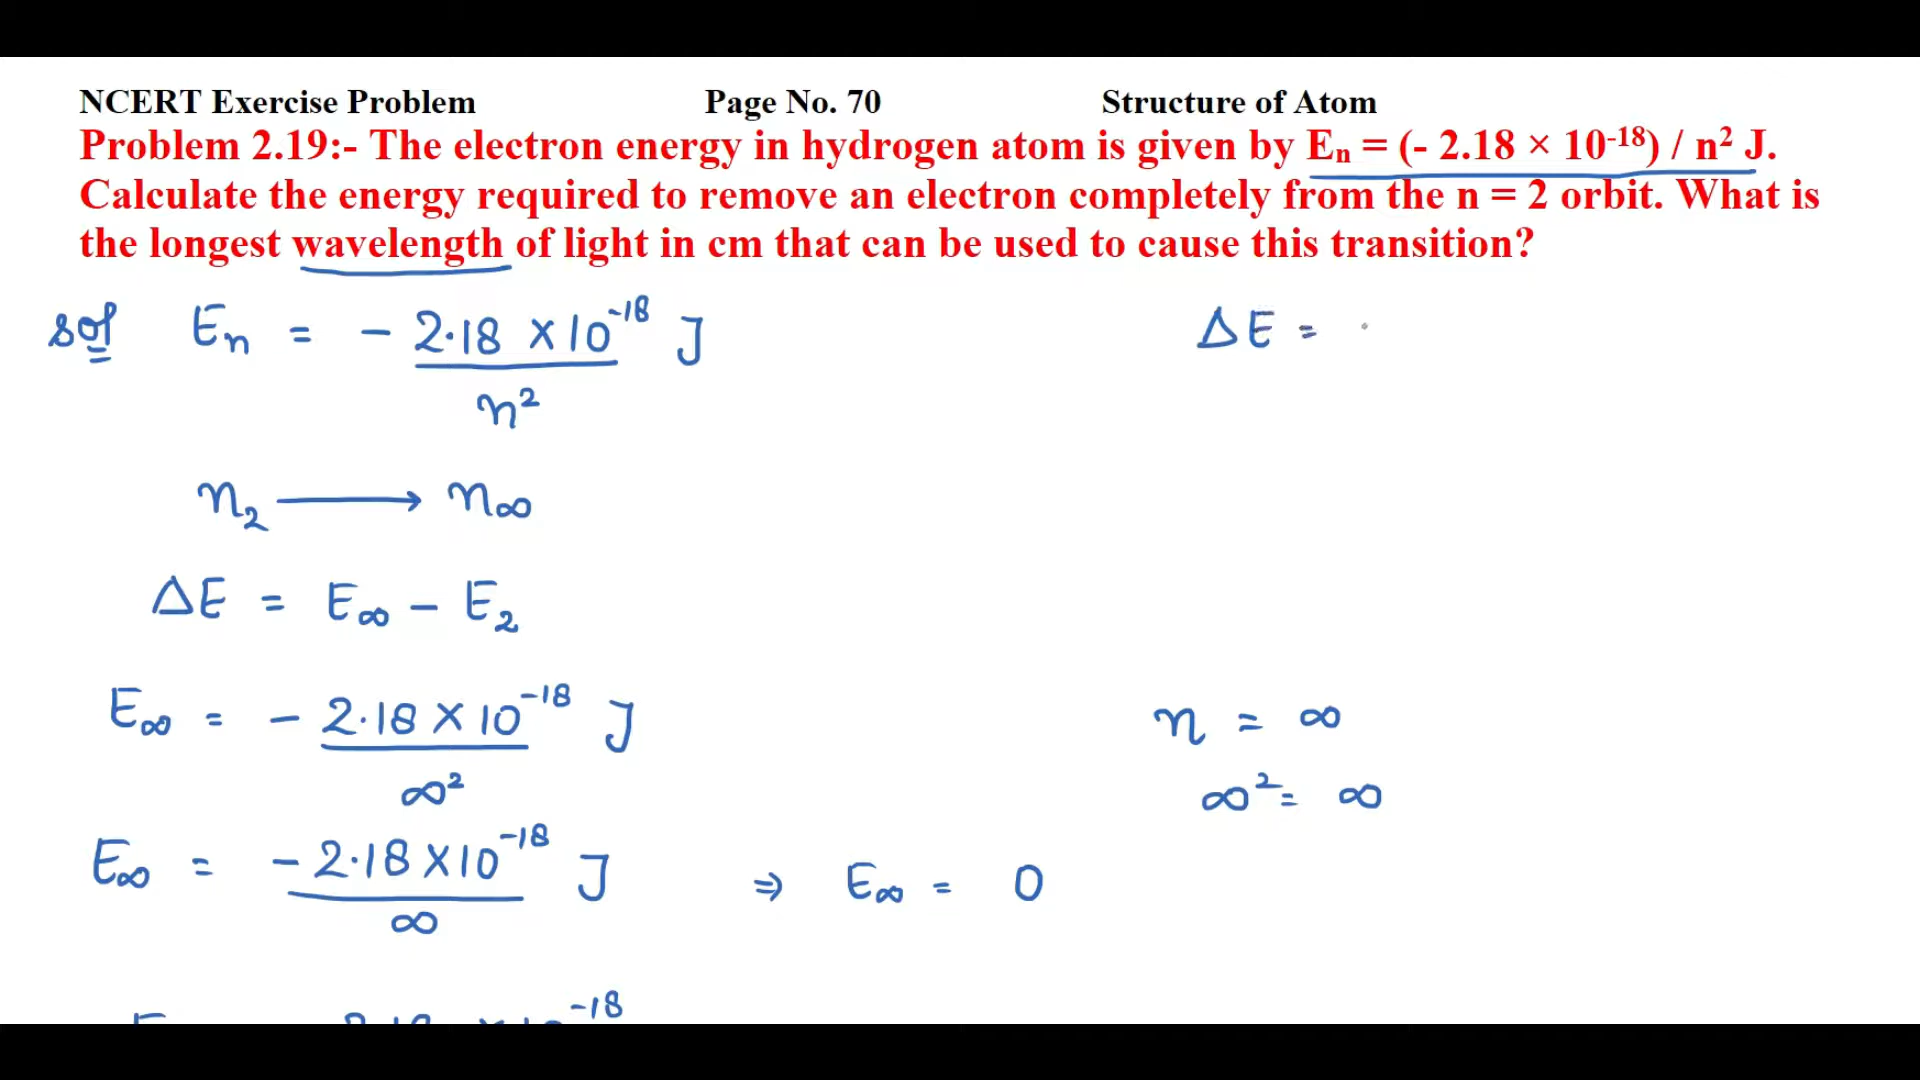 NCERT Exercise Problem Page No. 70 Structure of Atom
Problem 2.19:- The electron energy in hydrogen atom is given by Eₙ = (- 2.18 × 10⁻¹⁸) / n² J.
Calculate the energy required to remove an electron completely from the n = 2 orbit. What is
the longest wavelength of light in cm that can be used to cause this transition?
Sol Eₙ = - 2.18 × 10⁻¹⁸ J
n²
ΔE =
n₂ ⟶ n∞
ΔE = E∞ - E₂
E∞ = - 2.18 × 10⁻¹⁸ J
∞²
n = ∞
∞² = ∞
E∞ = - 2.18 × 10⁻¹⁸ J ⇒ E∞ = 0
∞
-18